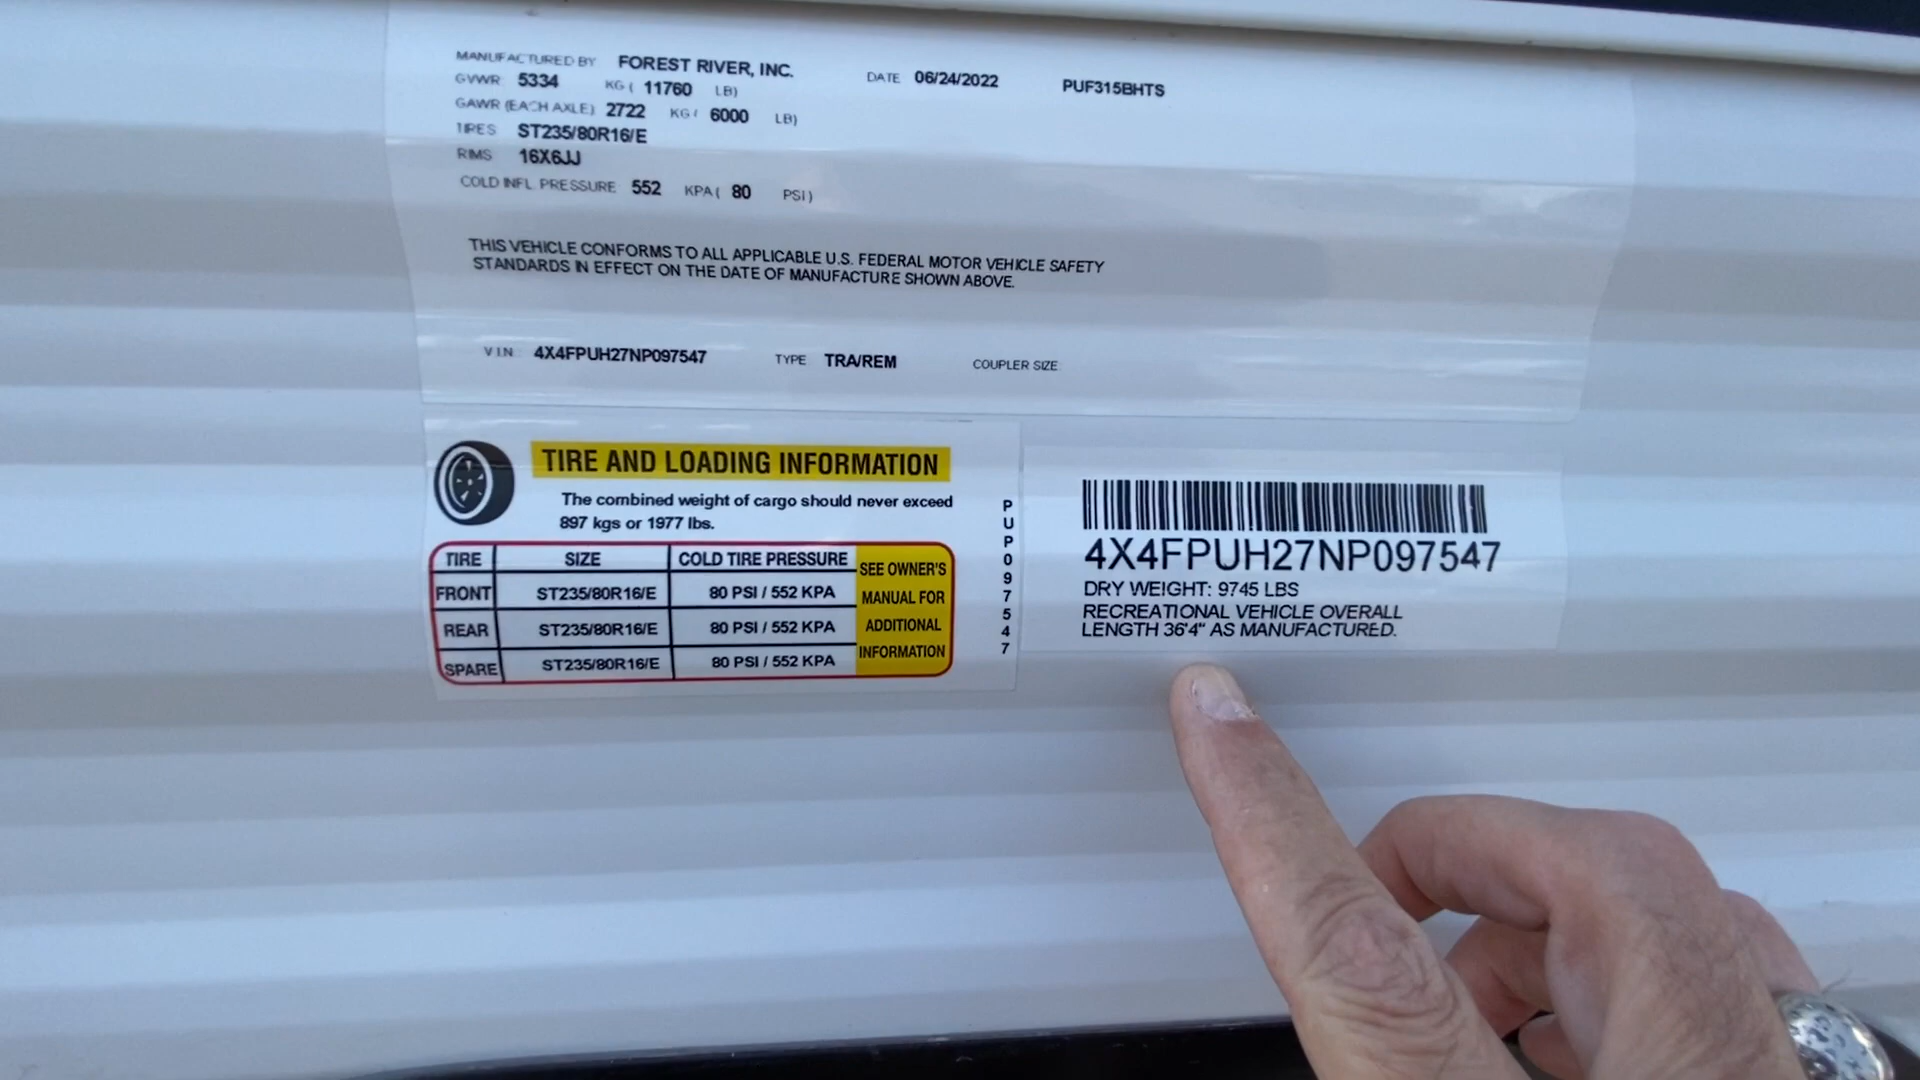 MANUFACTURED BY FOREST RIVER, INC. DATE 06/24/2022 PUF315BHTS
GVWR 5334 KG ( 11760 LB)
GAWR (EACH AXLE) 2722 KG ( 6000 LB)
TIRES ST235/80R16/E
RIMS 16X6JJ
COLD INFL. PRESSURE 552 KPA ( 80 PSI )
THIS VEHICLE CONFORMS TO ALL APPLICABLE U.S. FEDERAL MOTOR VEHICLE SAFETY
STANDARDS IN EFFECT ON THE DATE OF MANUFACTURE SHOWN ABOVE.
V I N 4X4FPUH27NP097547 TYPE TRA/REM COUPLER SIZE
TIRE AND LOADING INFORMATION
The combined weight of cargo should never exceed
897 kgs or 1977 lbs.
TIRE SIZE COLD TIRE PRESSURE
FRONT ST235/80R16/E 80 PSI / 552 KPA
REAR ST235/80R16/E 80 PSI / 552 KPA
SPARE ST235/80R16/E 80 PSI / 552 KPA
SEE OWNER'S
MANUAL FOR
ADDITIONAL
INFORMATION
PUP097547
4X4FPUH27NP097547
DRY WEIGHT: 9745 LBS
RECREATIONAL VEHICLE OVERALL
LENGTH 36'4" AS MANUFACTURED.